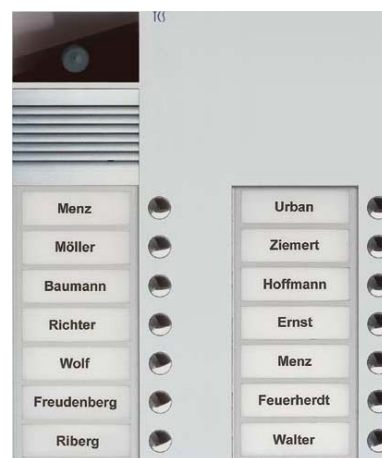 TCS
Menz
Möller
Baumann
Richter
Wolf
Freudenberg
Riberg
Urban
Ziemert
Hoffmann
Ernst
Menz
Feuerherdt
Walter